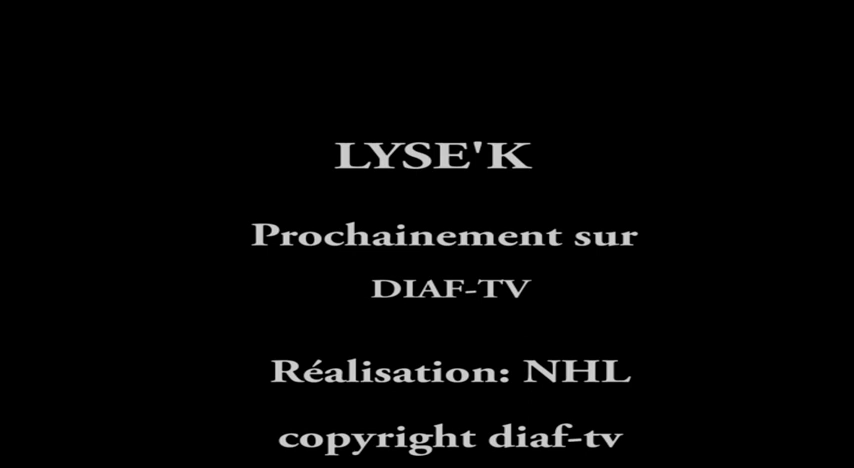 LYSE'K
Prochainement sur
DIAF-TV
Réalisation: NHL
copyright diaf-tv